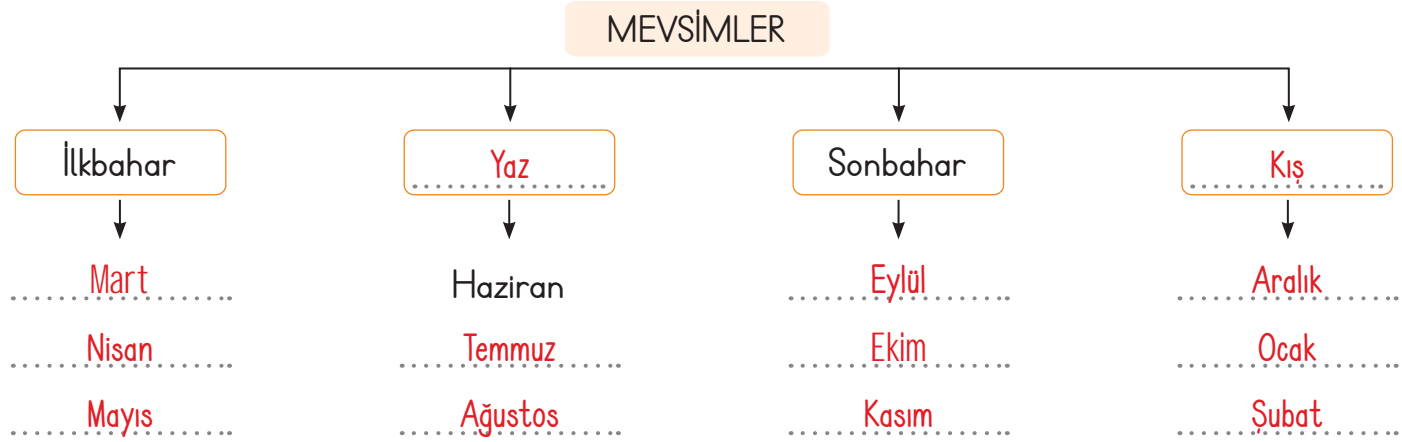 MEVSİMLER
İlkbahar
Yaz
Sonbahar
Kış
Mart
Haziran
Eylül
Aralık
Nisan
Temmuz
Ekim
Ocak
Mayıs
Ağustos
Kasım
Şubat